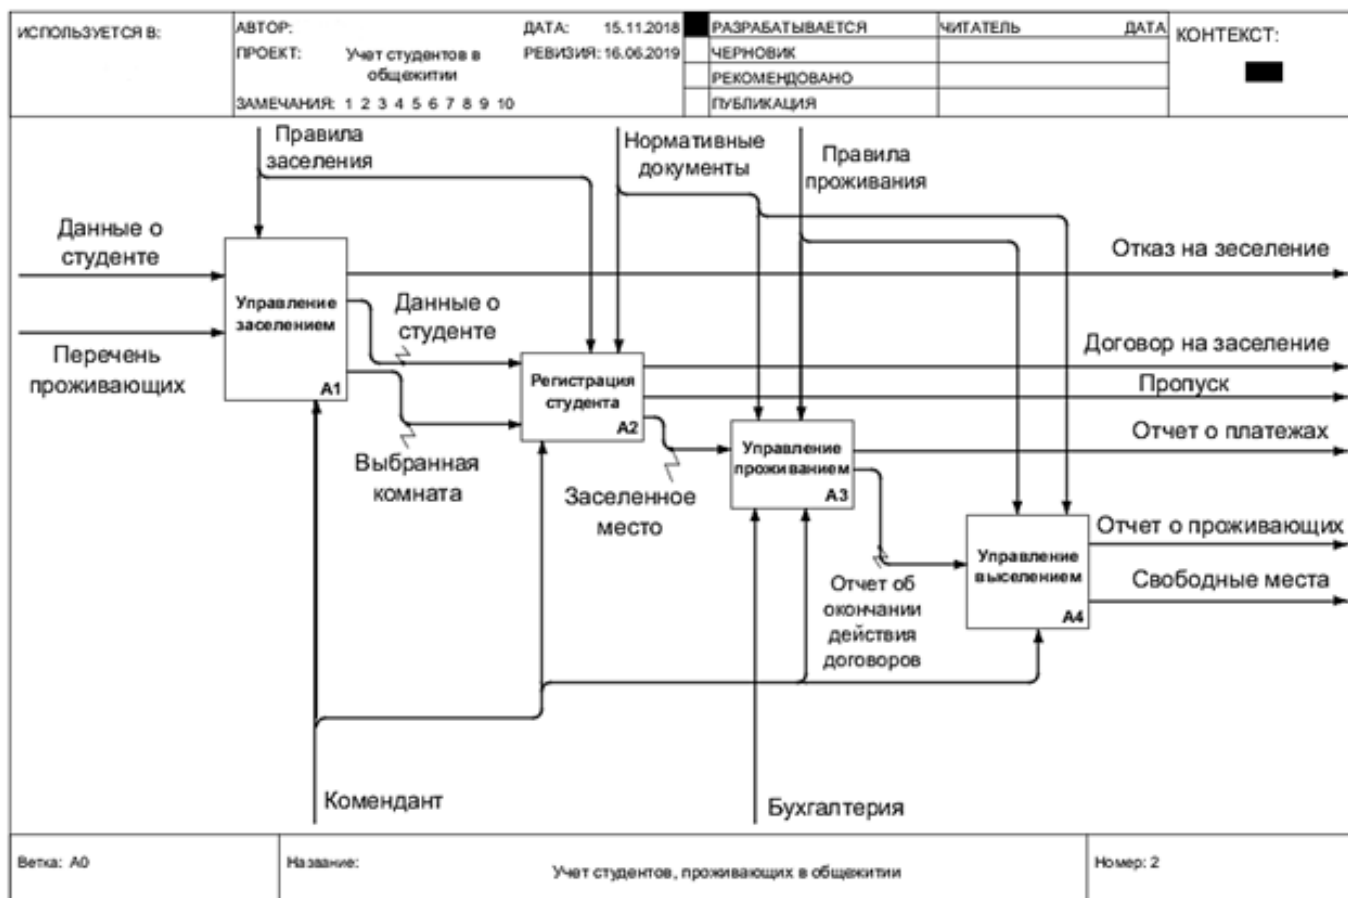 ИСПОЛЬЗУЕТСЯ В:
АВТОР:
ДАТА: 15.11.2018
ПРОЕКТ: Учет студентов в
общежитии
РЕВИЗИЯ: 16.06.2019
ЗАМЕЧАНИЯ: 1 2 3 4 5 6 7 8 9 10
РАЗРАБАТЫВАЕТСЯ
ЧЕРНОВИК
РЕКОМЕНДОВАНО
ПУБЛИКАЦИЯ
ЧИТАТЕЛЬ
ДАТА
КОНТЕКСТ:
Правила
заселения
Нормативные
документы
Правила
проживания
Данные о
студенте
Перечень
проживающих
Управление
заселением
A1
Данные о
студенте
Выбранная
комната
Регистрация
студента
A2
Заселенное
место
Управление
проживанием
A3
Отчет об
окончании
действия
договоров
Управление
выселением
A4
Отказ на зеселение
Договор на заселение
Пропуск
Отчет о платежах
Отчет о проживающих
Свободные места
Комендант
Бухгалтерия
Ветка: A0
Название:
Учет студентов, проживающих в общежитии
Номер: 2